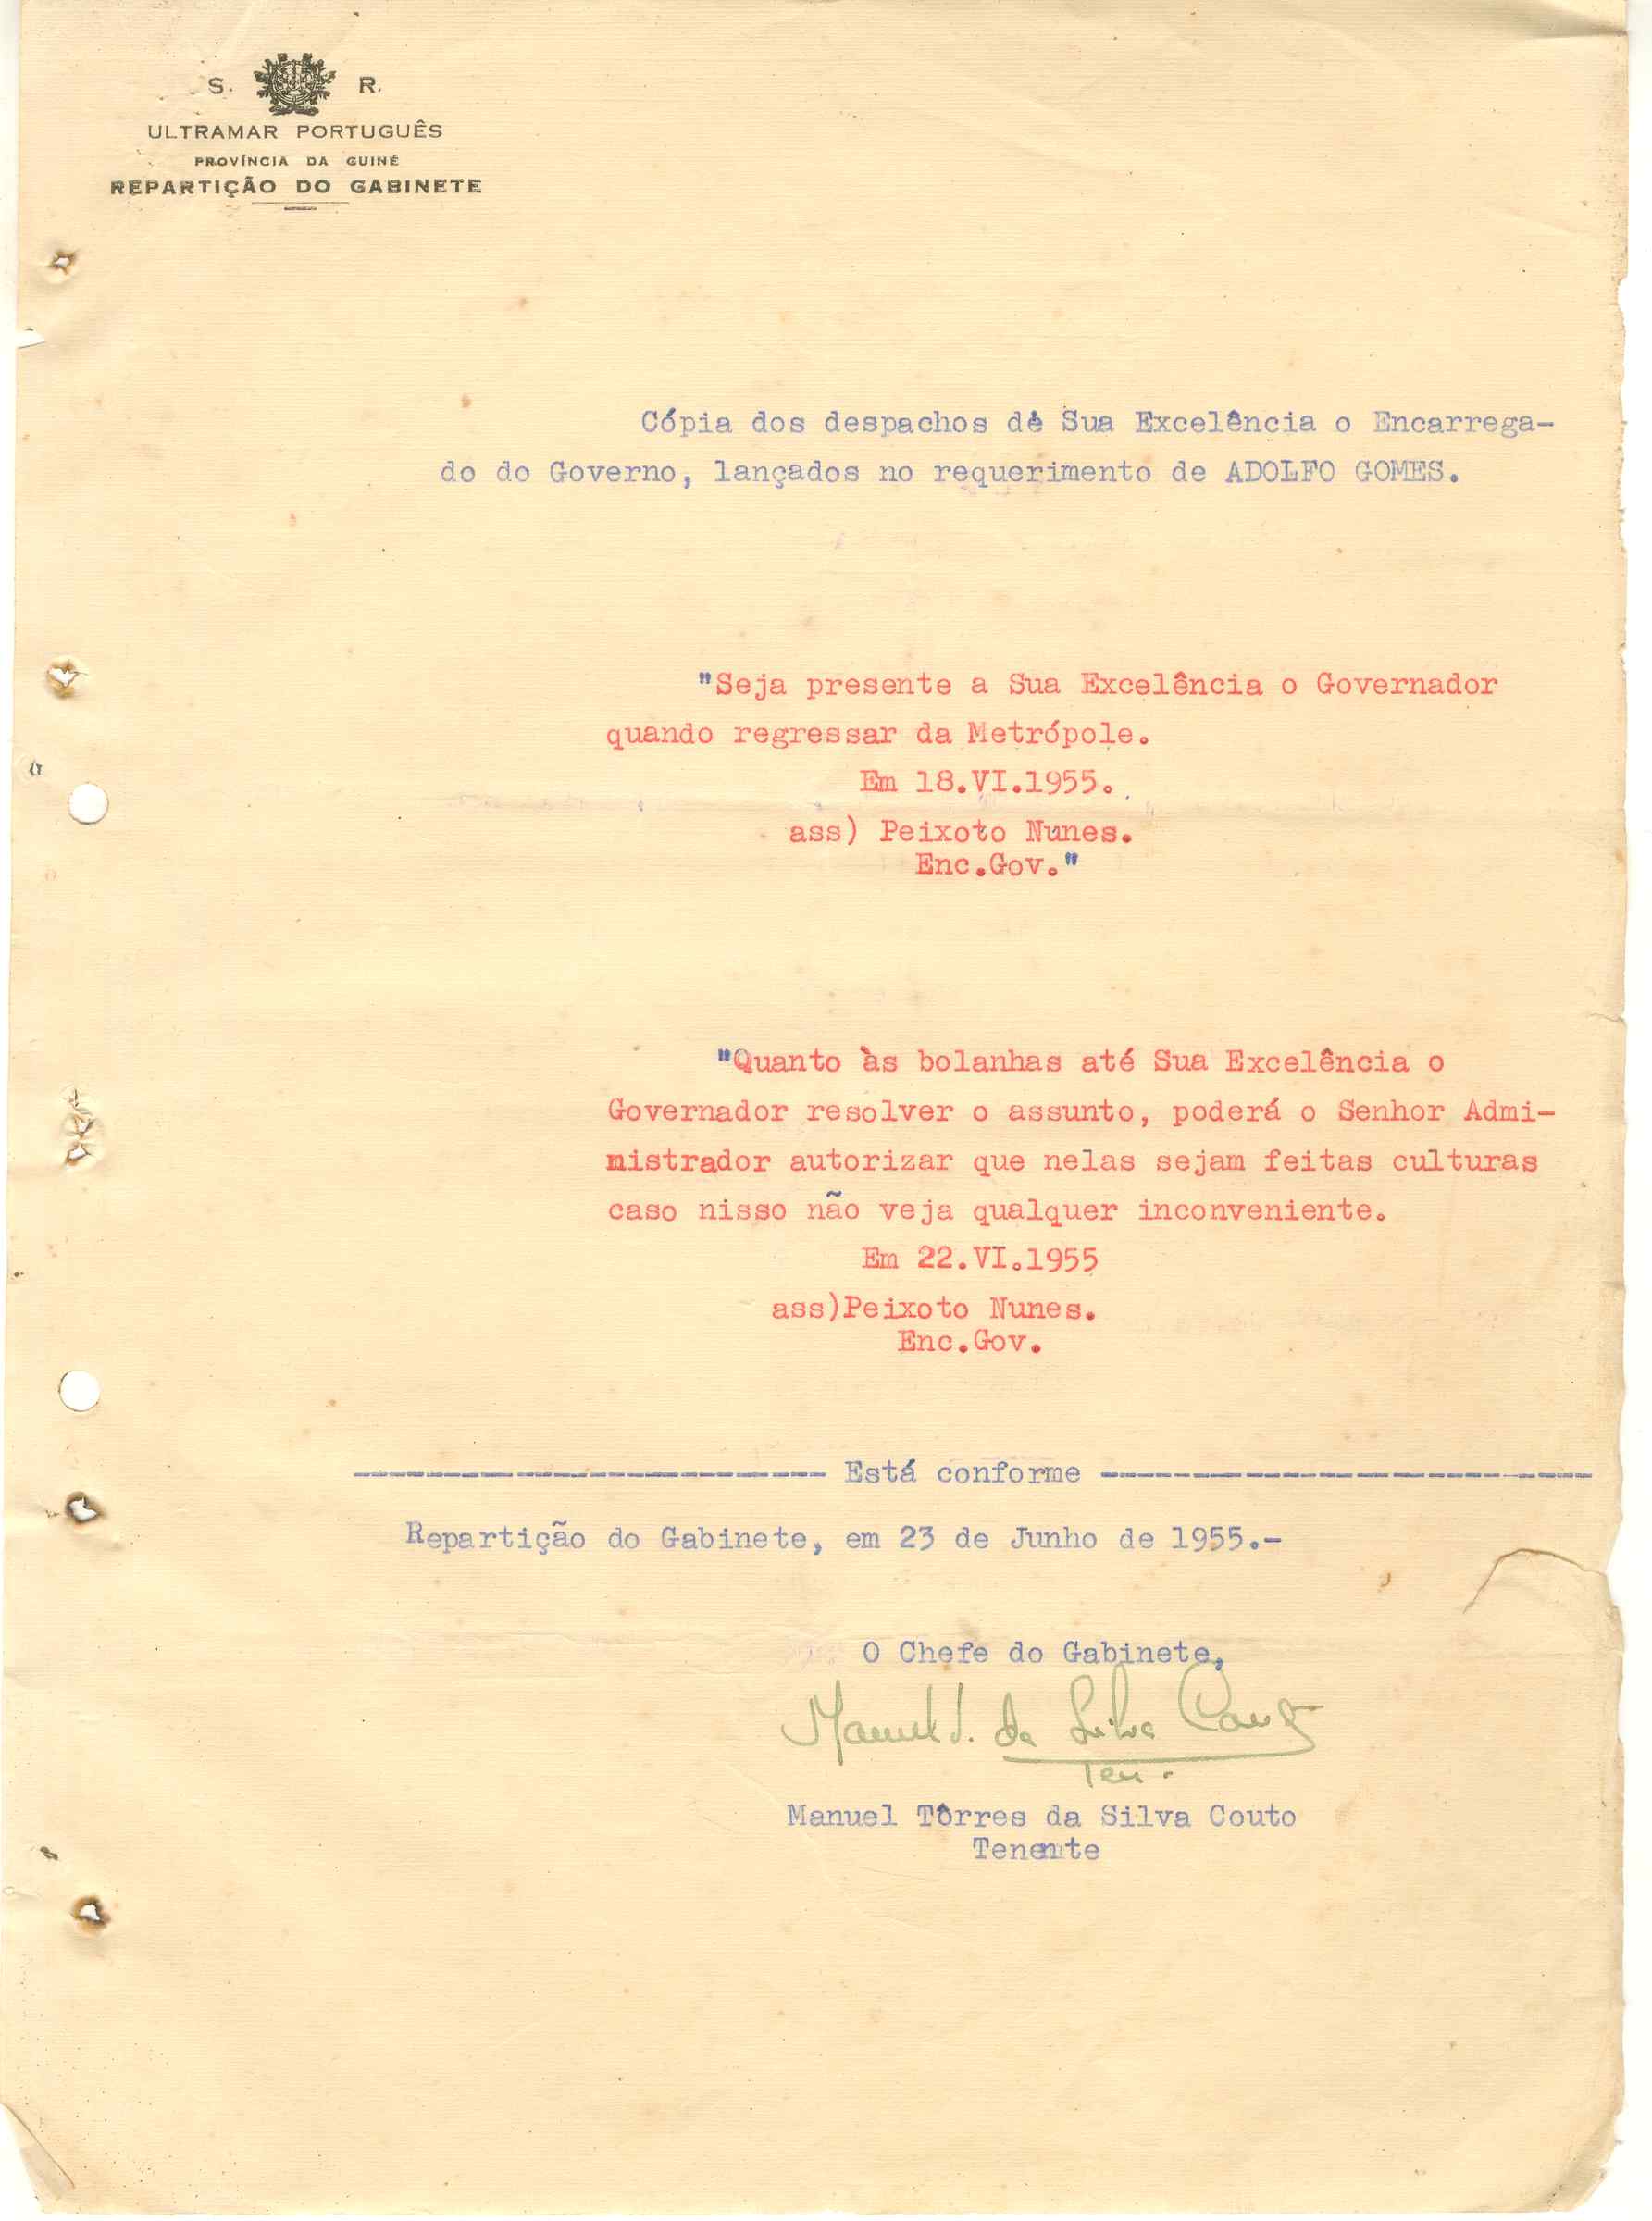 S. R.
ULTRAMAR PORTUGUÊS
PROVÍNCIA DA GUINÉ
REPARTIÇÃO DO GABINETE
Cópia dos despachos de Sua Excelência o Encarrega-
do do Governo, lançados no requerimento de ADOLFO GOMES.
"Seja presente a Sua Excelência o Governador
quando regressar da Metrópole.
Em 18.VI.1955.
ass) Peixoto Nunes.
Enc.Gov."
"Quanto às bolanhas até Sua Excelência o
Governador resolver o assunto, poderá o Senhor Admi-
nistrador autorizar que nelas sejam feitas culturas
caso nisso não veja qualquer inconveniente.
Em 22.VI.1955
ass)Peixoto Nunes.
Enc.Gov.
-------------------------- Está conforme ---------------------------
Repartição do Gabinete, em 23 de Junho de 1955.-
O Chefe do Gabinete,
Manuel T. da Silva Couto
Ten.
Manuel Tôrres da Silva Couto
Tenente